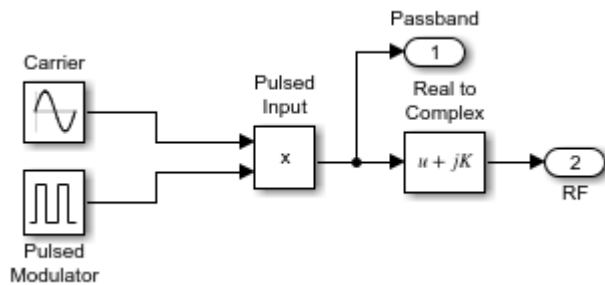 Passband
1
Carrier
Pulsed
Input
Real to
Complex
x
u + jK
2
RF
Pulsed
Modulator